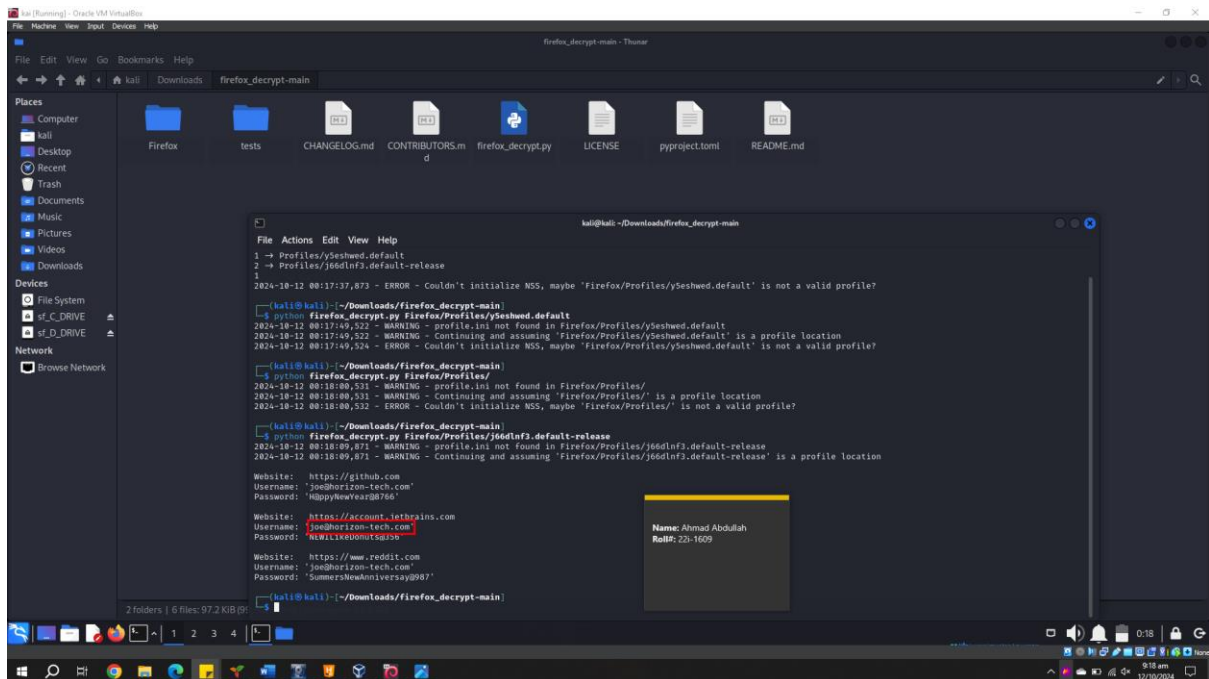 kai [Running] - Oracle VM VirtualBox
File Machine View Input Devices Help
firefox_decrypt-main - Thunar
File Edit View Go Bookmarks Help
kali Downloads firefox_decrypt-main
Places
Computer
kali
Desktop
Recent
Trash
Documents
Music
Pictures
Videos
Downloads
Devices
File System
sf_C_DRIVE
sf_D_DRIVE
Network
Browse Network
Firefox
tests
CHANGELOG.md
CONTRIBUTORS.m
d
firefox_decrypt.py
LICENSE
pyproject.toml
README.md
kali@kali: ~/Downloads/firefox_decrypt-main
File Actions Edit View Help
1 → Profiles/y5eshwed.default
2 → Profiles/j66dlnf3.default-release
1
2024-10-12 00:17:37,873 - ERROR - Couldn't initialize NSS, maybe 'Firefox/Profiles/y5eshwed.default' is not a valid profile?
┌──(kali㉿kali)-[~/Downloads/firefox_decrypt-main]
└─$ python firefox_decrypt.py Firefox/Profiles/y5eshwed.default
2024-10-12 00:17:49,522 - WARNING - profile.ini not found in Firefox/Profiles/y5eshwed.default
2024-10-12 00:17:49,522 - WARNING - Continuing and assuming 'Firefox/Profiles/y5eshwed.default' is a profile location
2024-10-12 00:17:49,524 - ERROR - Couldn't initialize NSS, maybe 'Firefox/Profiles/y5eshwed.default' is not a valid profile?
┌──(kali㉿kali)-[~/Downloads/firefox_decrypt-main]
└─$ python firefox_decrypt.py Firefox/Profiles/
2024-10-12 00:18:00,531 - WARNING - profile.ini not found in Firefox/Profiles/
2024-10-12 00:18:00,531 - WARNING - Continuing and assuming 'Firefox/Profiles/' is a profile location
2024-10-12 00:18:00,532 - ERROR - Couldn't initialize NSS, maybe 'Firefox/Profiles/' is not a valid profile?
┌──(kali㉿kali)-[~/Downloads/firefox_decrypt-main]
└─$ python firefox_decrypt.py Firefox/Profiles/j66dlnf3.default-release
2024-10-12 00:18:09,871 - WARNING - profile.ini not found in Firefox/Profiles/j66dlnf3.default-release
2024-10-12 00:18:09,871 - WARNING - Continuing and assuming 'Firefox/Profiles/j66dlnf3.default-release' is a profile location
Website: https://github.com
Username: 'joe@horizon-tech.com'
Password: 'H@ppyNewYear@8766'
Website: https://account.jetbrains.com
Username: 'joe@horizon-tech.com'
Password: 'NEWILikeDonuts@356'
Website: https://www.reddit.com
Username: 'joe@horizon-tech.com'
Password: 'SummersNewAnniversay@987'
┌──(kali㉿kali)-[~/Downloads/firefox_decrypt-main]
└─$
Name: Ahmad Abdullah
Roll#: 22i-1609
2 folders | 6 files: 97.2 KiB
1 2 3 4
0:18
None
9:18 am
12/10/2024